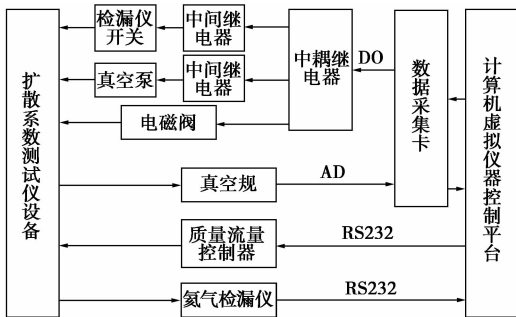 检漏仪
开关
中间继
电器
真空泵
中间继
电器
电磁阀
中耦继
电器
DO
数据采集卡
计算机虚拟仪器控制平台
扩散系数测试仪设备
真空规
AD
质量流量
控制器
RS232
氦气检漏仪
RS232